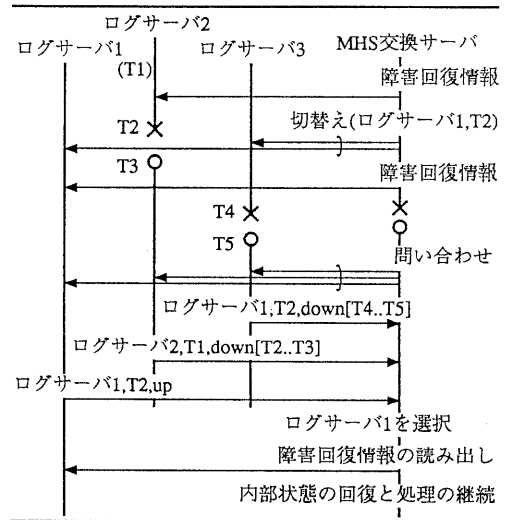 ログサーバ2
ログサーバ1
ログサーバ3
MHS交換サーバ
(T1)
障害回復情報
T2
切替え(ログサーバ1,T2)
T3
障害回復情報
T4
T5
問い合わせ
ログサーバ1,T2,down[T4..T5]
ログサーバ2,T1,down[T2..T3]
ログサーバ1,T2,up
ログサーバ1を選択
障害回復情報の読み出し
内部状態の回復と処理の継続